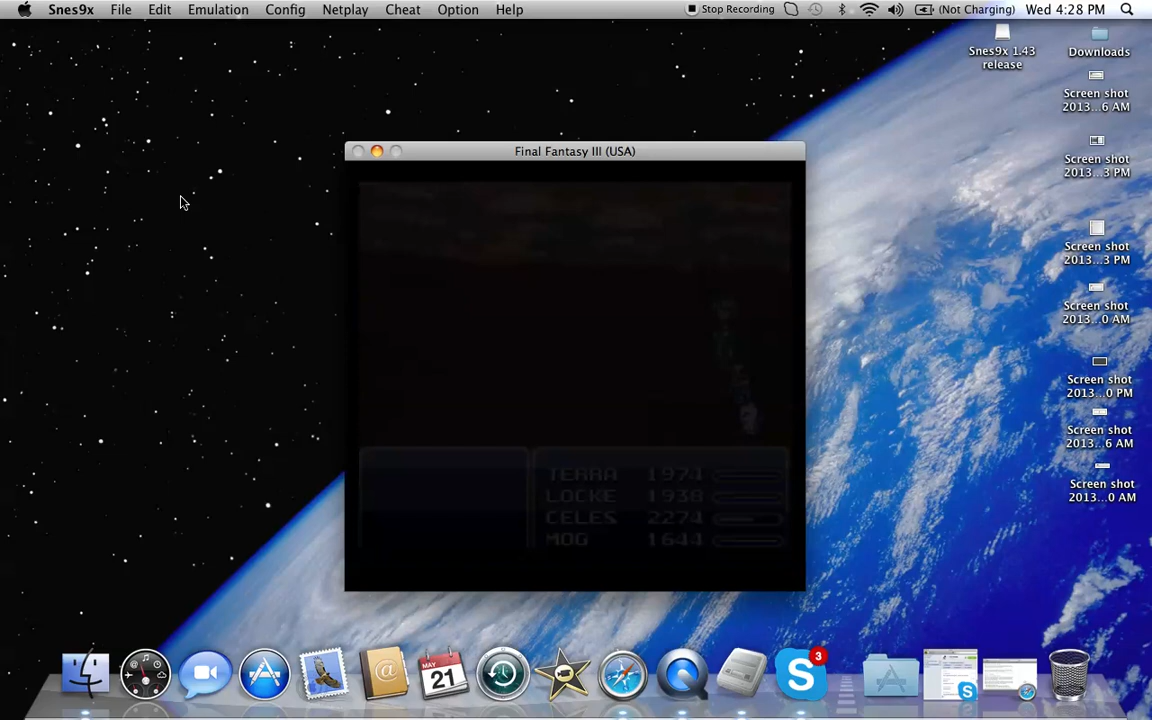 Snes9x File Edit Emulation Config Netplay Cheat Option Help Stop Recording (Not Charging) Wed 4:28 PM
Snes9x 1.43
release
Downloads
Screen shot
2013...6 AM
Screen shot
2013...3 PM
Screen shot
2013...3 PM
Screen shot
2013...0 AM
Screen shot
2013...0 PM
Screen shot
2013...6 AM
Screen shot
2013...0 AM
Final Fantasy III (USA)
TERRA 1974
LOCKE 1938
CELES 2274
MOG 1644
MAY
21
3